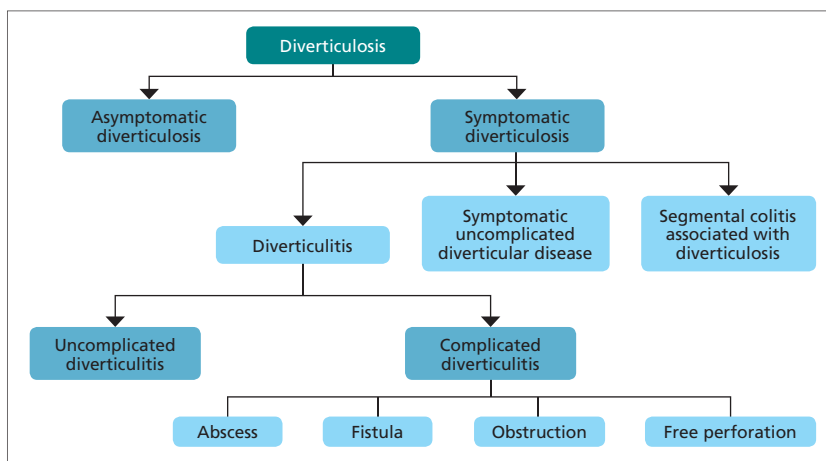 Diverticulosis
Asymptomatic
diverticulosis
Symptomatic
diverticulosis
Diverticulitis
Symptomatic
uncomplicated
diverticular disease
Segmental colitis
associated with
diverticulosis
Uncomplicated
diverticulitis
Complicated
diverticulitis
Abscess
Fistula
Obstruction
Free perforation